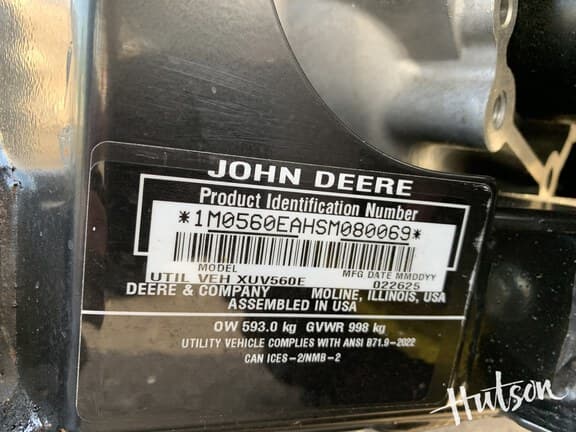 JOHN DEERE
Product Identification Number
*1M0560EAHSM080069*
MODEL MFG DATE MMDDYY
UTIL VEH XUV560E 022625
DEERE & COMPANY MOLINE, ILLINOIS, USA
ASSEMBLED IN USA
OW 593.0 kg GVWR 998 kg
UTILITY VEHICLE COMPLIES WITH ANSI B71.9-2022
CAN ICES-2/NMB-2
Hutson